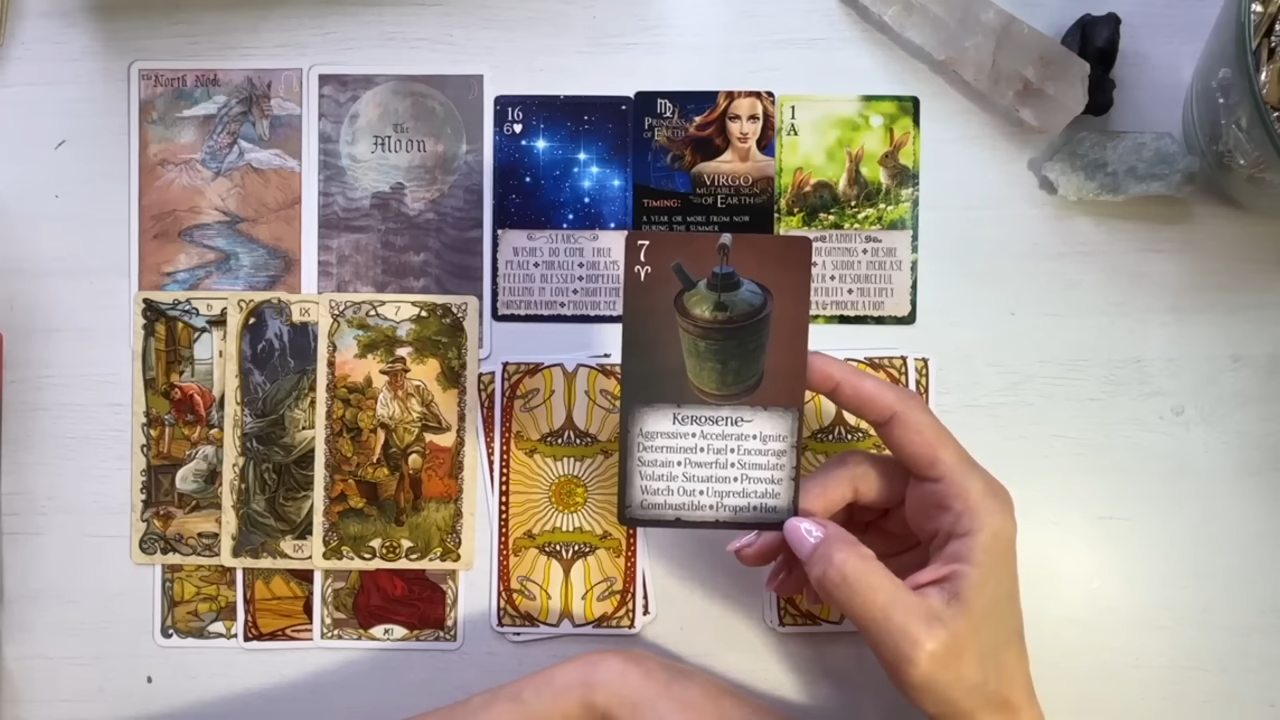 The North Node
The
Moon
16
6♥
STARS
WISHES DO COME TRUE
PEACE ❖ MIRACLE ❖ DREAMS
FEELING BLESSED ❖ HOPEFUL
FALLING IN LOVE ❖ NIGHTTIME
INSPIRATION ❖ PROVIDENCE
♍
PRINCESS
OF EARTH
VIRGO
MUTABLE SIGN
OF EARTH
TIMING:
A YEAR OR MORE FROM NOW
DURING THE SUMMER
1
A
RABBITS
BEGINNINGS ❖ DESIRE
❖ A SUDDEN INCREASE
❖ RESOURCEFUL
❖ MULTIPLY
& PROCREATION
7
♈
Kerosene
Aggressive • Accelerate • Ignite
Determined • Fuel • Encourage
Sustain • Powerful • Stimulate
Volatile Situation • Provoke
Watch Out • Unpredictable
Combustible • Propel • Hot
6
IX
7
IX
XI